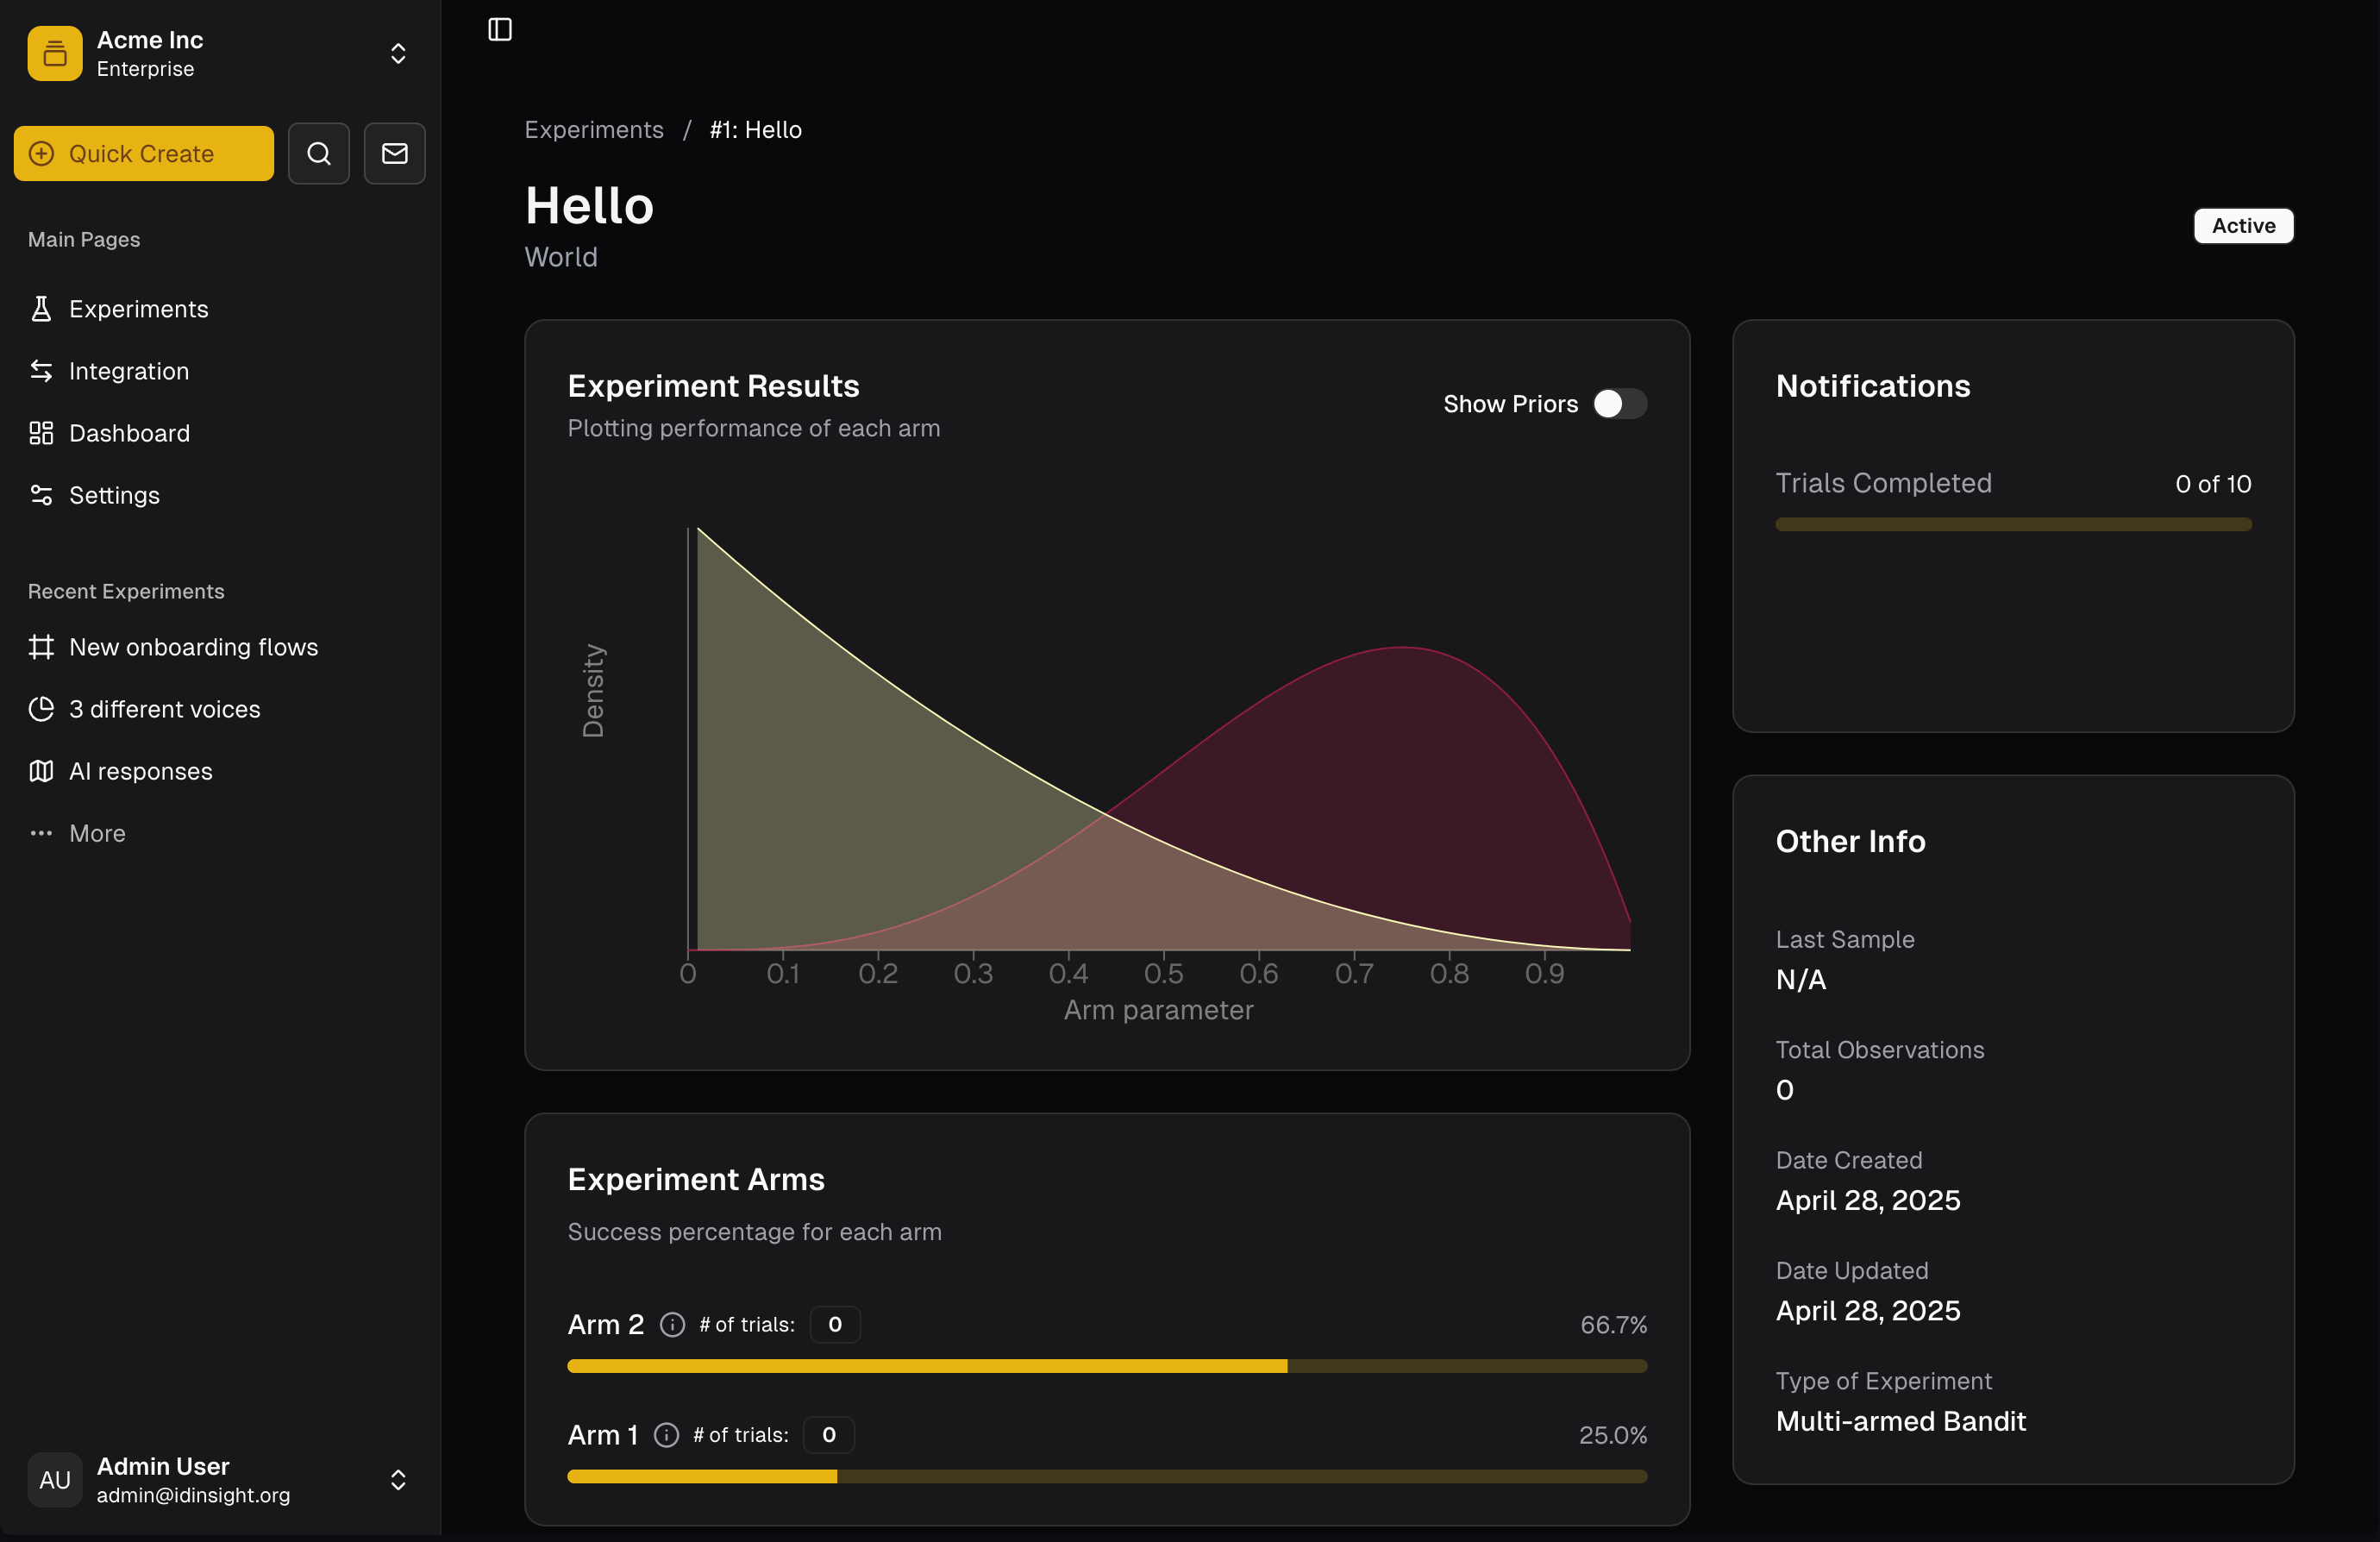 Acme Inc
Enterprise
Quick Create
Main Pages
Experiments
Integration
Dashboard
Settings
Recent Experiments
New onboarding flows
3 different voices
AI responses
More
AU
Admin User
admin@idinsight.org
Experiments / #1: Hello
Hello
World
Active
Experiment Results
Plotting performance of each arm
Show Priors
Density
0 0.1 0.2 0.3 0.4 0.5 0.6 0.7 0.8 0.9
Arm parameter
Experiment Arms
Success percentage for each arm
Arm 2 # of trials: 0 66.7%
Arm 1 # of trials: 0 25.0%
Notifications
Trials Completed 0 of 10
Other Info
Last Sample
N/A
Total Observations
0
Date Created
April 28, 2025
Date Updated
April 28, 2025
Type of Experiment
Multi-armed Bandit